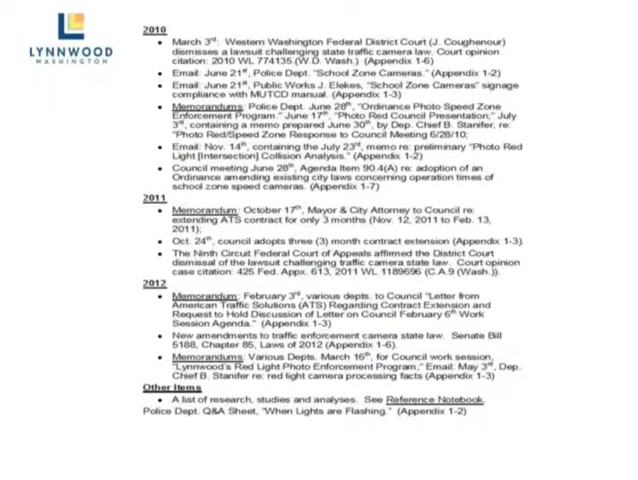 LYNNWOOD
WASHINGTON
2010
• March 3rd: Western Washington Federal District Court (J. Coughenour)
dismisses a lawsuit challenging state traffic camera law. Court opinion
citation: 2010 WL 774135.(W.D. Wash.) (Appendix 1-6)
• Email: June 21st, Police Dept. "School Zone Cameras." (Appendix 1-2)
• Email: June 21st, Public Works J. Elekes, "School Zone Cameras" signage
compliance with MUTCD manual. (Appendix 1-3)
• Memorandums: Police Dept. June 28th, "Ordinance Photo Speed Zone
Enforcement Program." June 17th, "Photo Red Council Presentation;" July
3rd, containing a memo prepared June 30th, by Dep. Chief B. Stanifer, re:
"Photo Red/Speed Zone Response to Council Meeting 6/28/10;
• Email: Nov. 14th, containing the July 23rd, memo re: preliminary "Photo Red
Light [Intersection] Collision Analysis." (Appendix 1-2)
• Council meeting June 28th, Agenda Item 90.4(A) re: adoption of an
Ordinance amending existing city laws concerning operation times of
school zone speed cameras. (Appendix 1-7)
2011
• Memorandum: October 17th, Mayor & City Attorney to Council re:
extending ATS contract for only 3 months (Nov. 12, 2011 to Feb. 13,
2011);
• Oct. 24th, council adopts three (3) month contract extension (Appendix 1-3).
• The Ninth Circuit Federal Court of Appeals affirmed the District Court
dismissal of the lawsuit challenging traffic camera state law. Court opinion
case citation: 425 Fed. Appx. 613, 2011 WL 1189696 (C.A.9 (Wash.)).
2012
• Memorandum: February 3rd, various depts. to Council "Letter from
American Traffic Solutions (ATS) Regarding Contract Extension and
Request to Hold Discussion of Letter on Council February 6th Work
Session Agenda." (Appendix 1-3)
• New amendments to traffic enforcement camera state law. Senate Bill
5188, Chapter 85, Laws of 2012 (Appendix 1-6).
• Memorandums: Various Depts. March 16th, for Council work session,
"Lynnwood's Red Light Photo Enforcement Program;" Email: May 3rd, Dep.
Chief B. Stanifer re: red light camera processing facts (Appendix 1-3)
Other Items
• A list of research, studies and analyses. See Reference Notebook.
Police Dept. Q&A Sheet, "When Lights are Flashing." (Appendix 1-2)